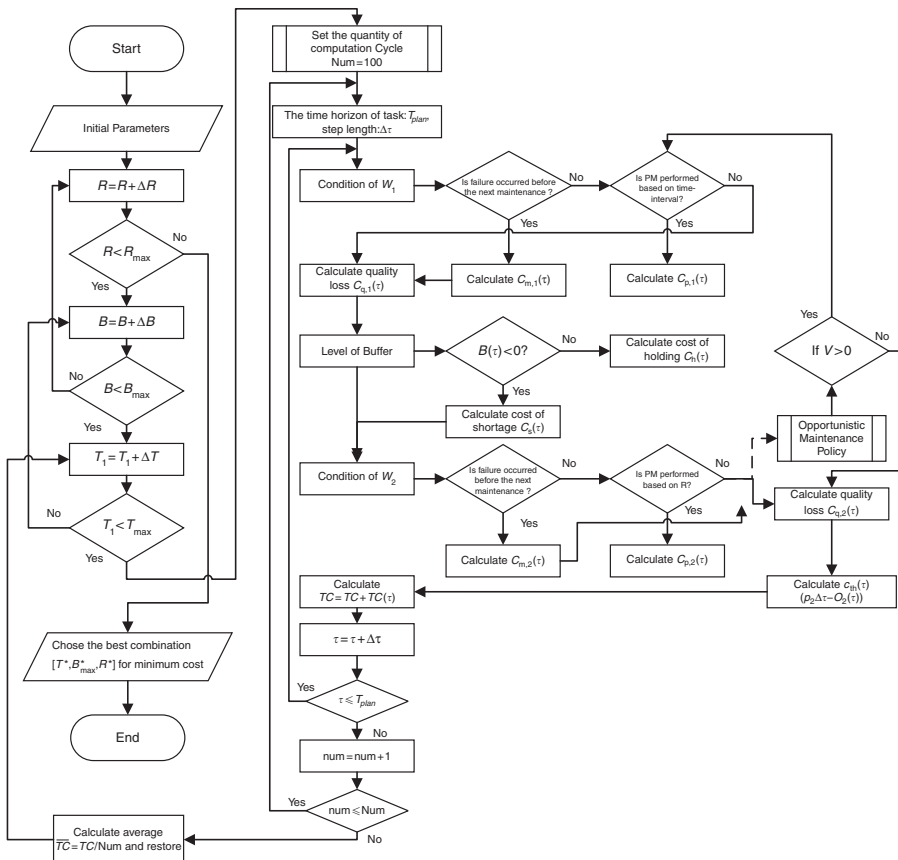 Start
Initial Parameters
R=R+ΔR
No
R<R_max
Yes
B=B+ΔB
No
B<B_max
Yes
T_1=T_1+ΔT
No
T_1<T_max
Yes
Chose the best combination
[T*,B*_max,R*] for minimum cost
End
Calculate average
T̅C̅=TC/Num and restore
Set the quantity of
computation Cycle
Num=100
The time horizon of task:T_plan,
step length:Δτ
Condition of W_1
Is failure occurred before
the next maintenance ?
No
Yes
Is PM performed
based on time-
interval?
No
Yes
Calculate quality
loss C_q,1(τ)
Calculate C_m,1(τ)
Calculate C_p,1(τ)
Level of Buffer
B(τ)<0?
No
Yes
Calculate cost of
holding C_h(τ)
Calculate cost of
shortage C_s(τ)
Yes
If V>0
No
Opportunistic
Maintenance
Policy
Condition of W_2
Is failure occurred
before the next
maintenance ?
No
Yes
Is PM performed
based on R?
No
Yes
Calculate quality
loss C_q,2(τ)
Calculate C_m,2(τ)
Calculate C_p,2(τ)
Calculate c_th(τ)
(p_2Δτ−O_2(τ))
Calculate
TC=TC+TC(τ)
τ=τ+Δτ
Yes
τ⩽T_plan
No
num=num+1
Yes
num⩽Num
No